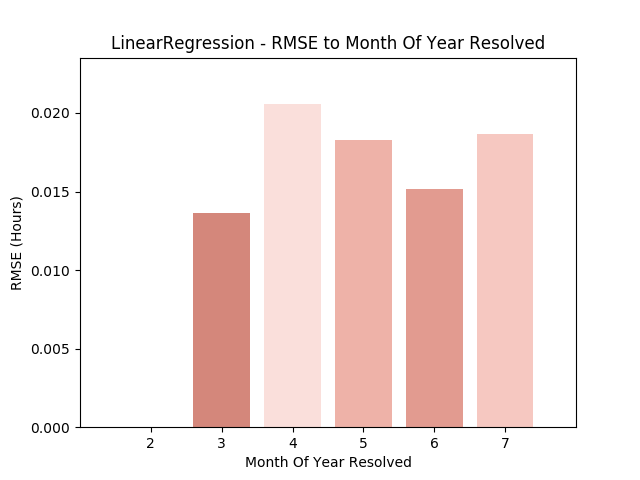 LinearRegression - RMSE to Month Of Year Resolved
RMSE (Hours)
0.020
0.015
0.010
0.005
0.000
2 3 4 5 6 7
Month Of Year Resolved